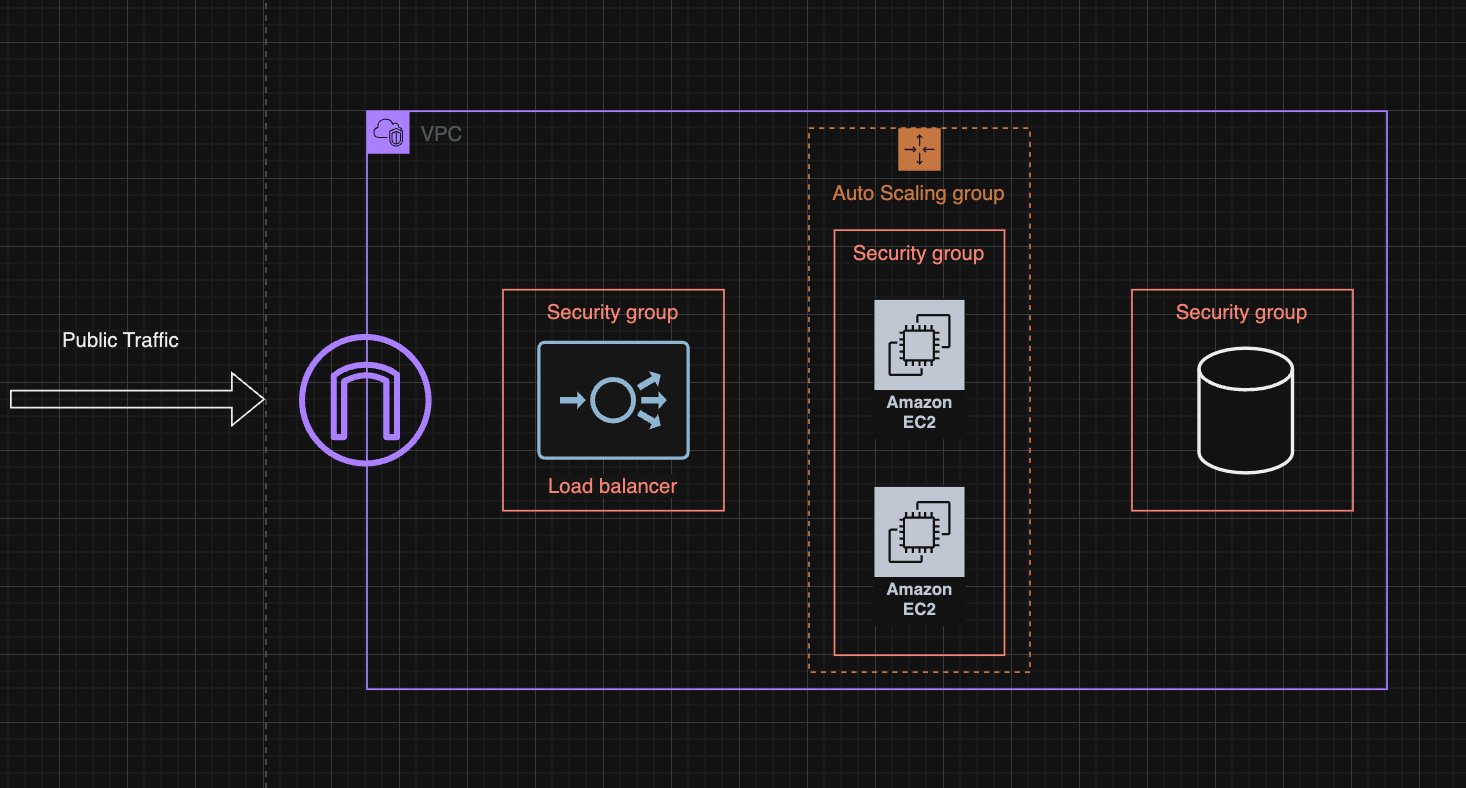 VPC
Auto Scaling group
Security group
Security group
Security group
Public Traffic
Amazon
EC2
Load balancer
Amazon
EC2